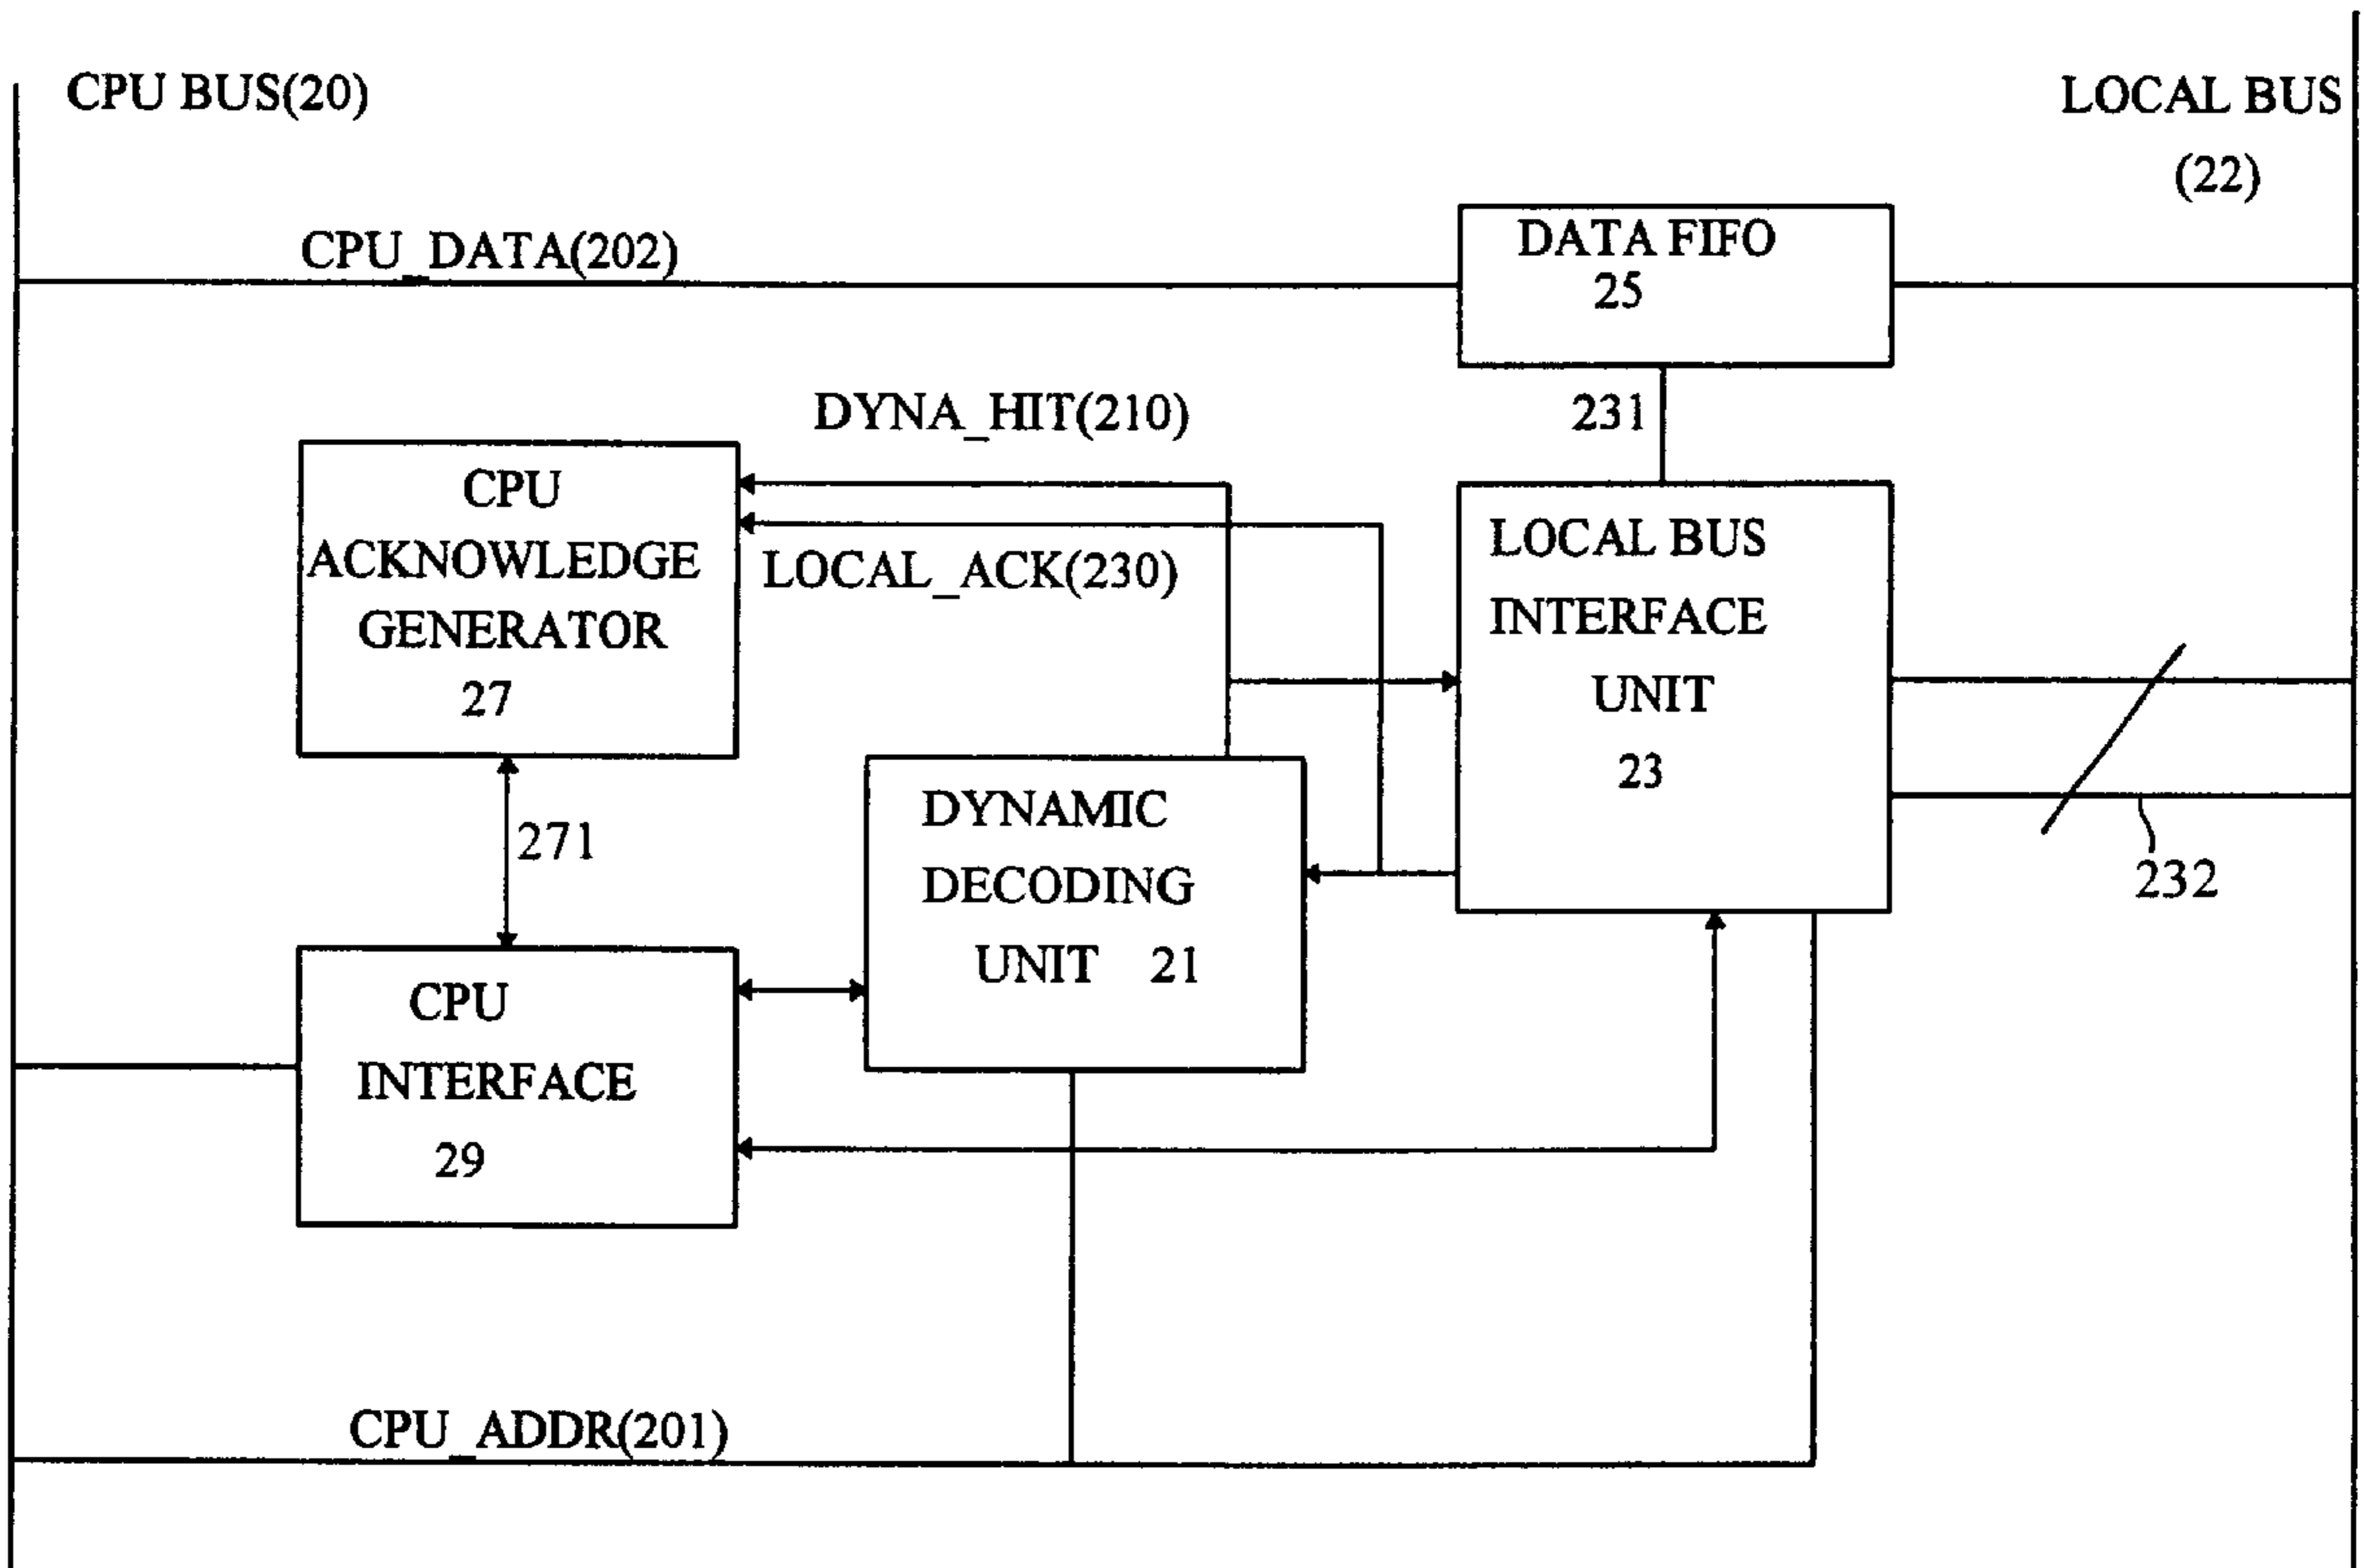 CPU BUS(20)
LOCAL BUS
(22)
CPU_DATA(202)
DATA FIFO
25
DYNA_HIT(210)
231
CPU
ACKNOWLEDGE
GENERATOR
27
LOCAL_ACK(230)
LOCAL BUS
INTERFACE
UNIT
23
271
DYNAMIC
DECODING
UNIT 21
232
CPU
INTERFACE
29
CPU_ADDR(201)